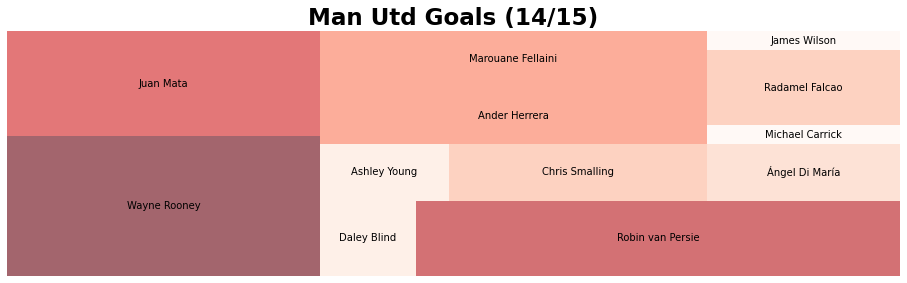 Man Utd Goals (14/15)
James Wilson
Marouane Fellaini
Juan Mata
Radamel Falcao
Ander Herrera
Michael Carrick
Ashley Young
Chris Smalling
Ángel Di María
Wayne Rooney
Daley Blind
Robin van Persie